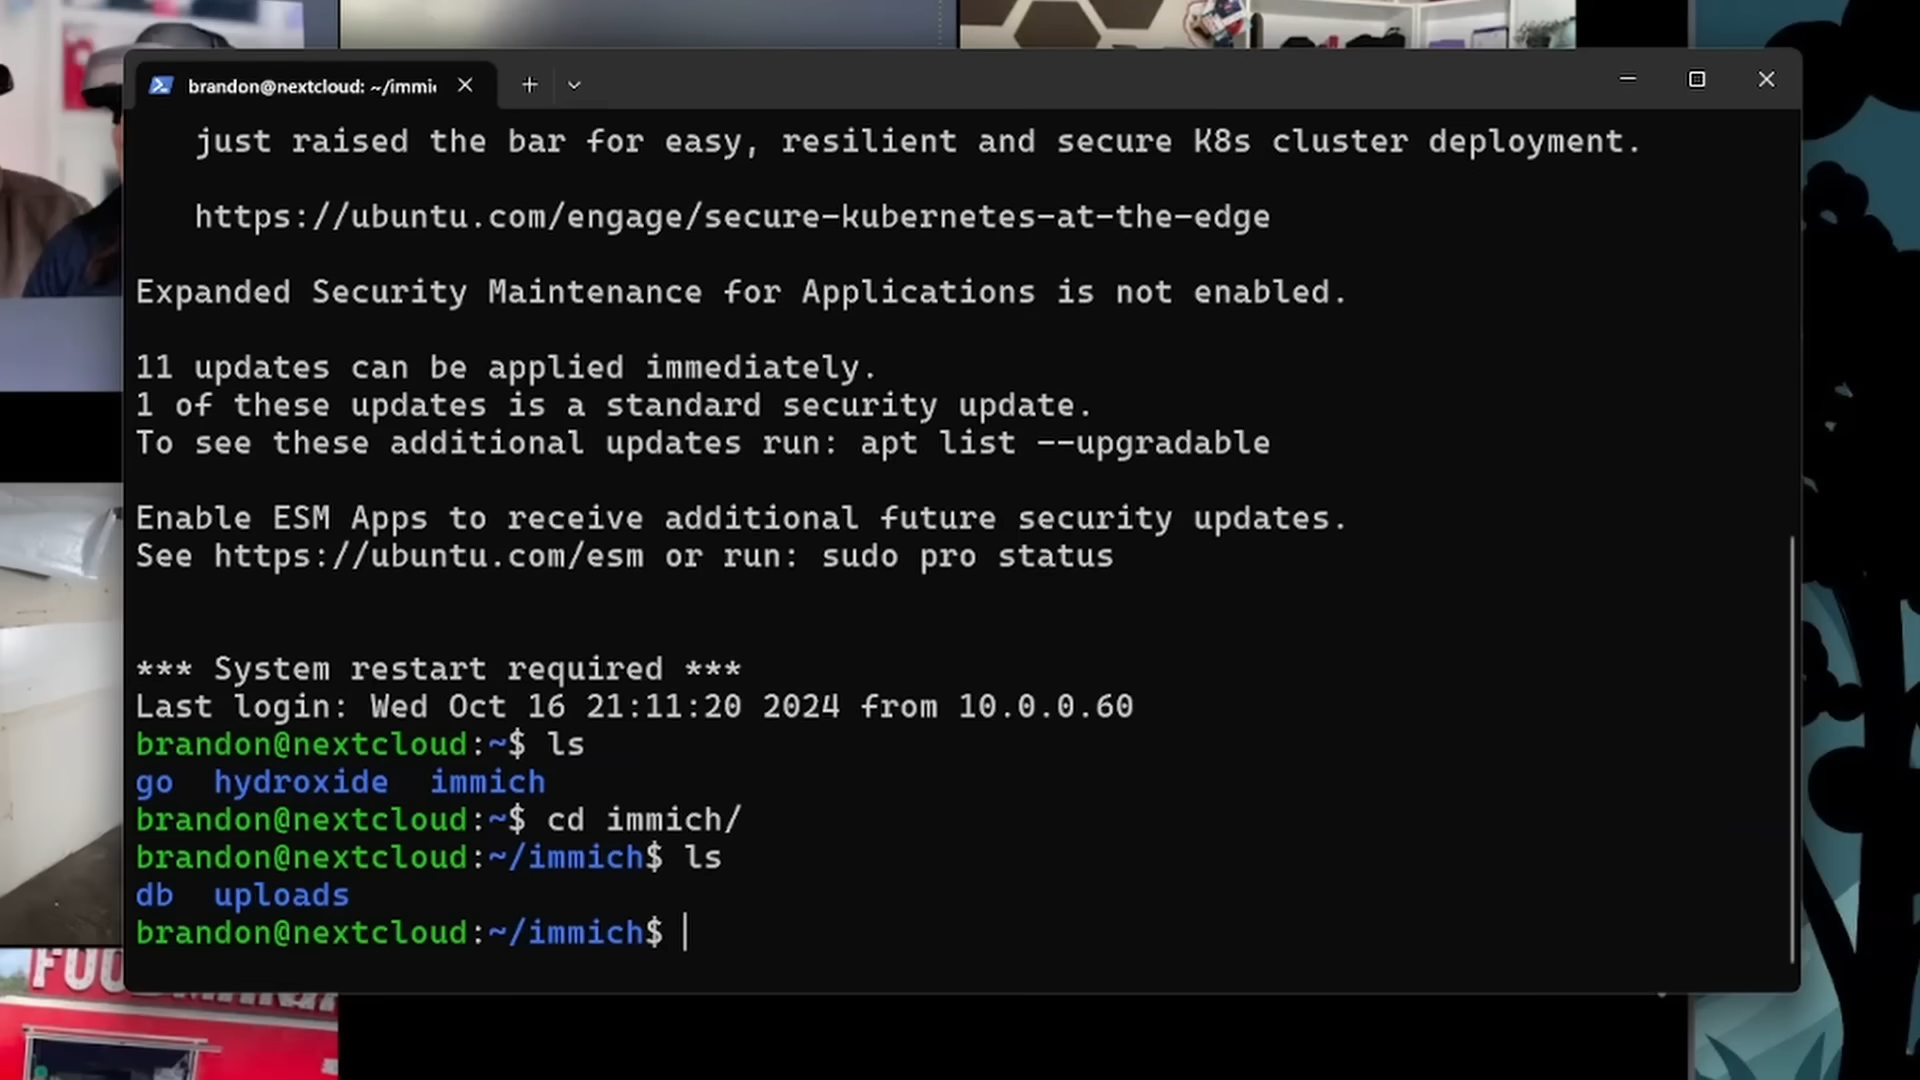 brandon@nextcloud: ~/immi
just raised the bar for easy, resilient and secure K8s cluster deployment.
https://ubuntu.com/engage/secure-kubernetes-at-the-edge
Expanded Security Maintenance for Applications is not enabled.
11 updates can be applied immediately.
1 of these updates is a standard security update.
To see these additional updates run: apt list --upgradable
Enable ESM Apps to receive additional future security updates.
See https://ubuntu.com/esm or run: sudo pro status
*** System restart required ***
Last login: Wed Oct 16 21:11:20 2024 from 10.0.0.60
brandon@nextcloud:~$ ls
go  hydroxide  immich
brandon@nextcloud:~$ cd immich/
brandon@nextcloud:~/immich$ ls
db  uploads
brandon@nextcloud:~/immich$